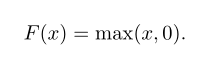 F(x) = max(x, 0).